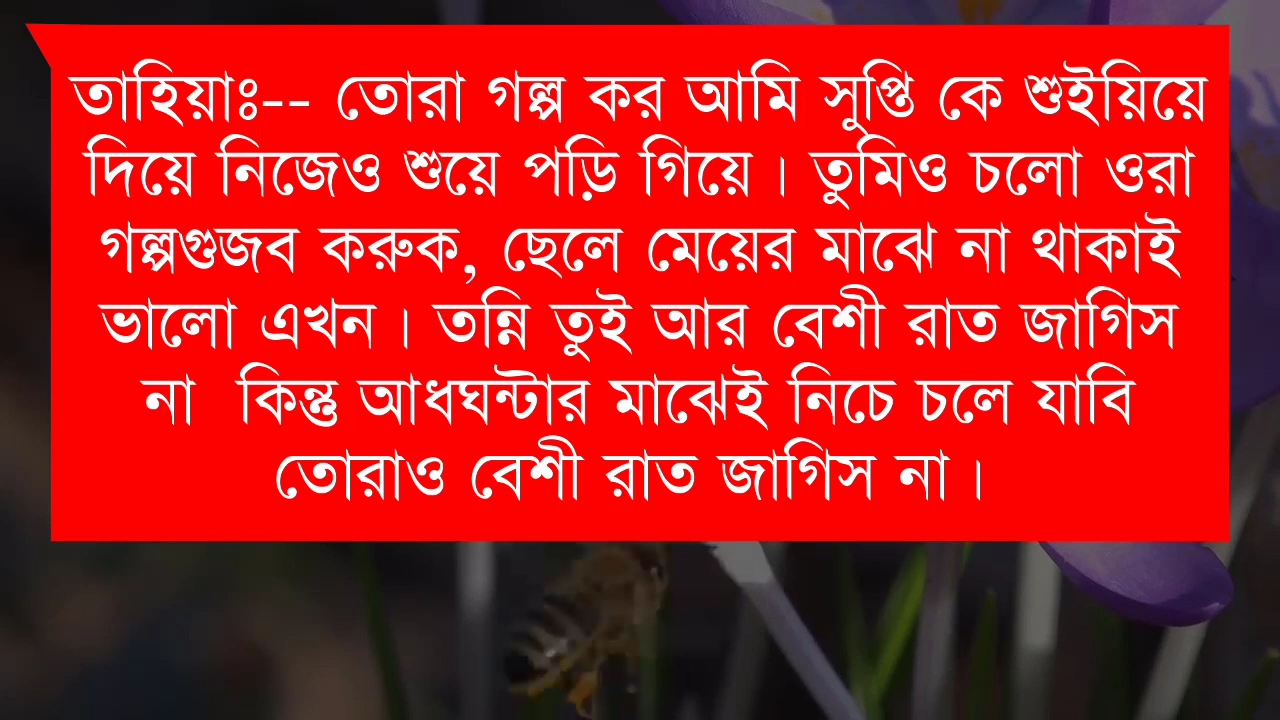 তাহিয়াঃ-- তোরা গল্প কর আমি সুপ্তি কে শুইয়িয়ে
দিয়ে নিজেও শুয়ে পড়ি গিয়ে। তুমিও চলো ওরা
গল্পগুজব করুক, ছেলে মেয়ের মাঝে না থাকাই
ভালো এখন। তন্নি তুই আর বেশী রাত জাগিস
না কিন্তু আধঘন্টার মাঝেই নিচে চলে যাবি
তোরাও বেশী রাত জাগিস না।